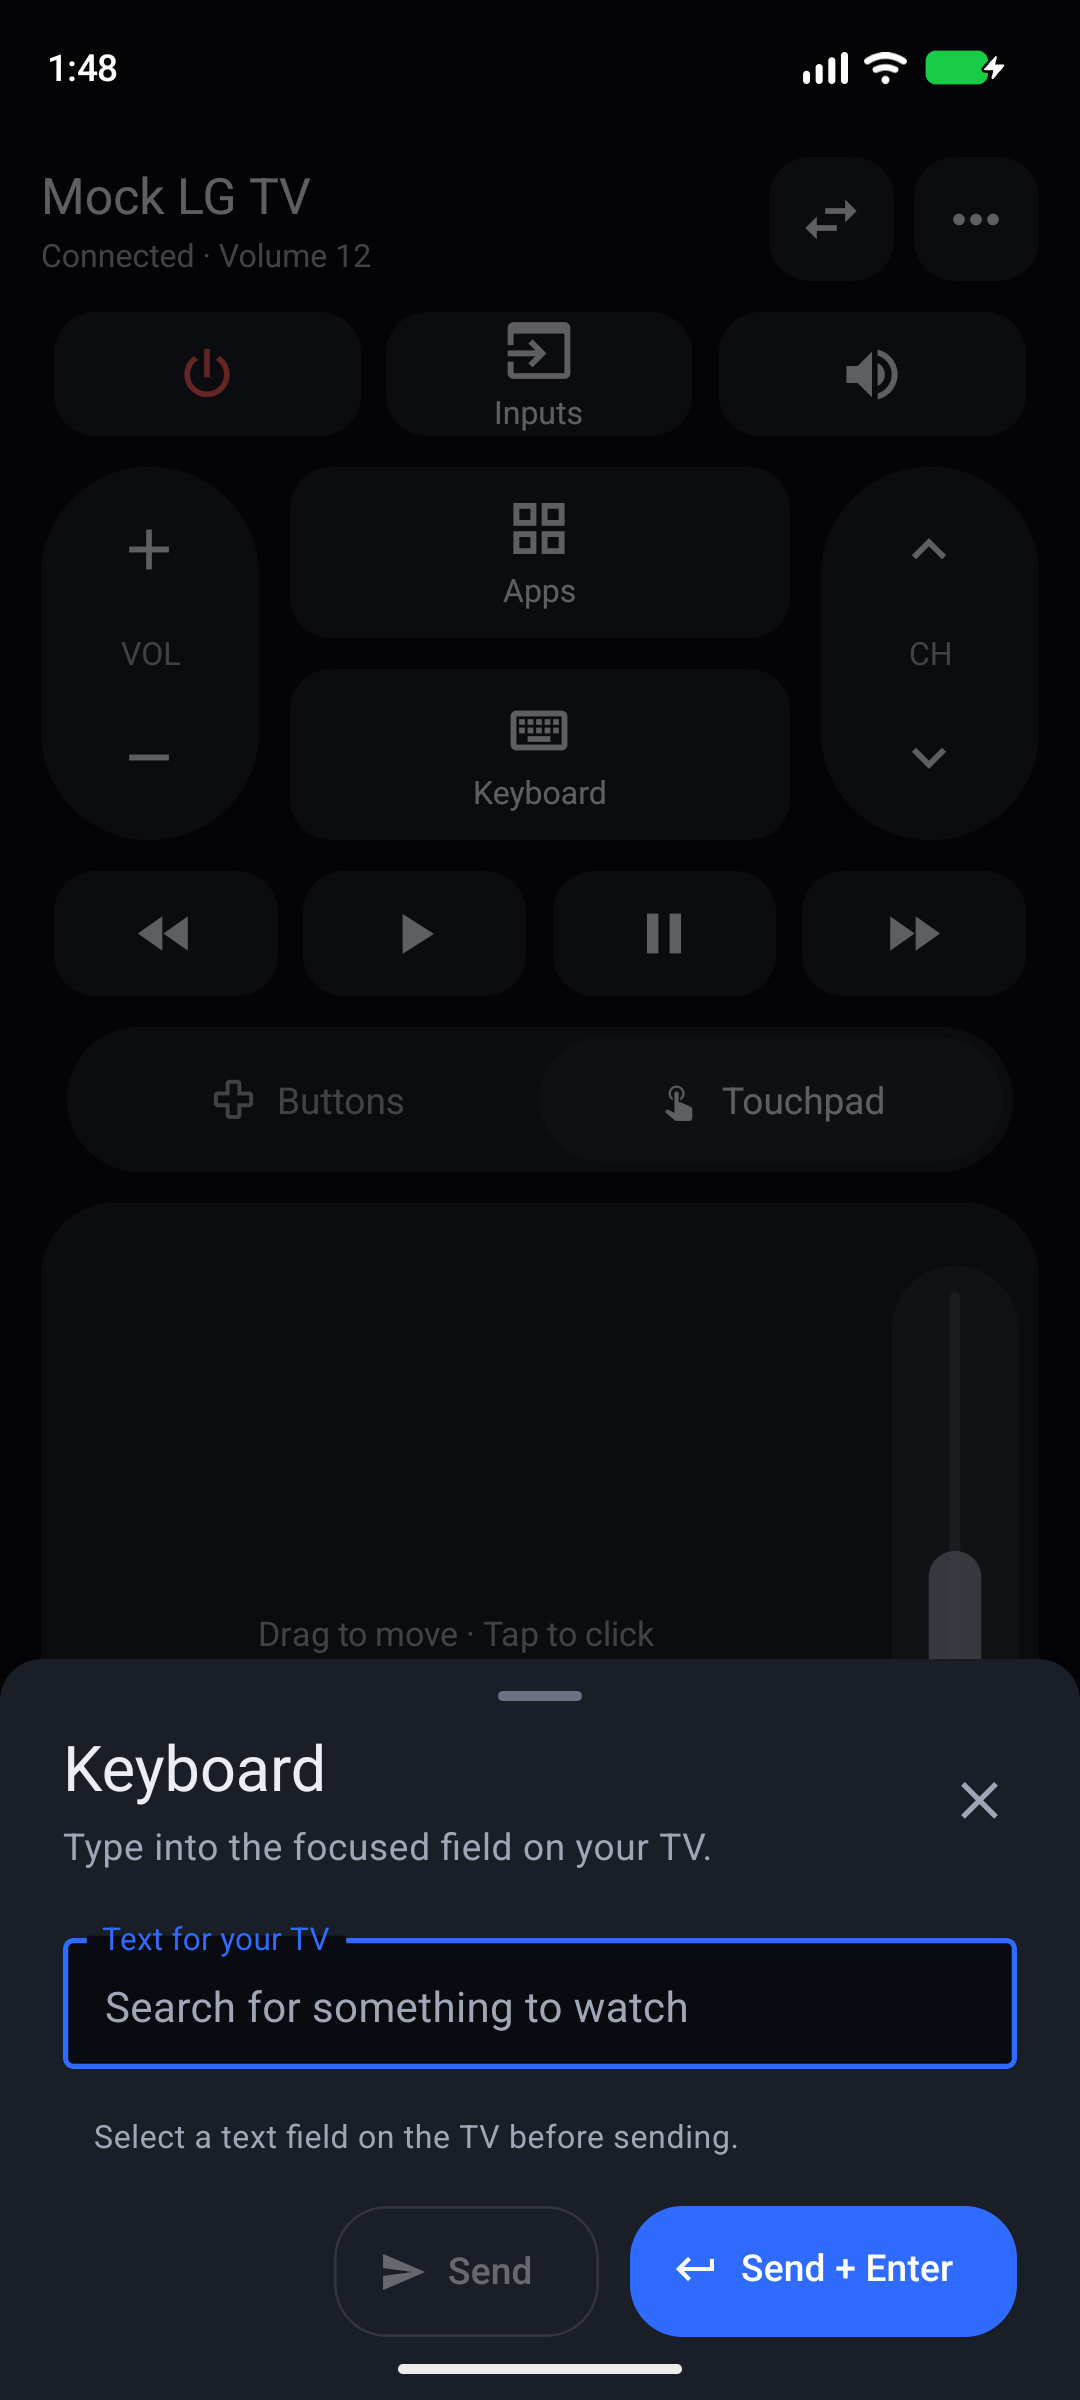 1:48
Mock LG TV
Connected · Volume 12
Inputs
Apps
VOL
CH
Keyboard
Buttons
Touchpad
Drag to move · Tap to click
Keyboard
Type into the focused field on your TV.
Text for your TV
Search for something to watch
Select a text field on the TV before sending.
Send
Send + Enter